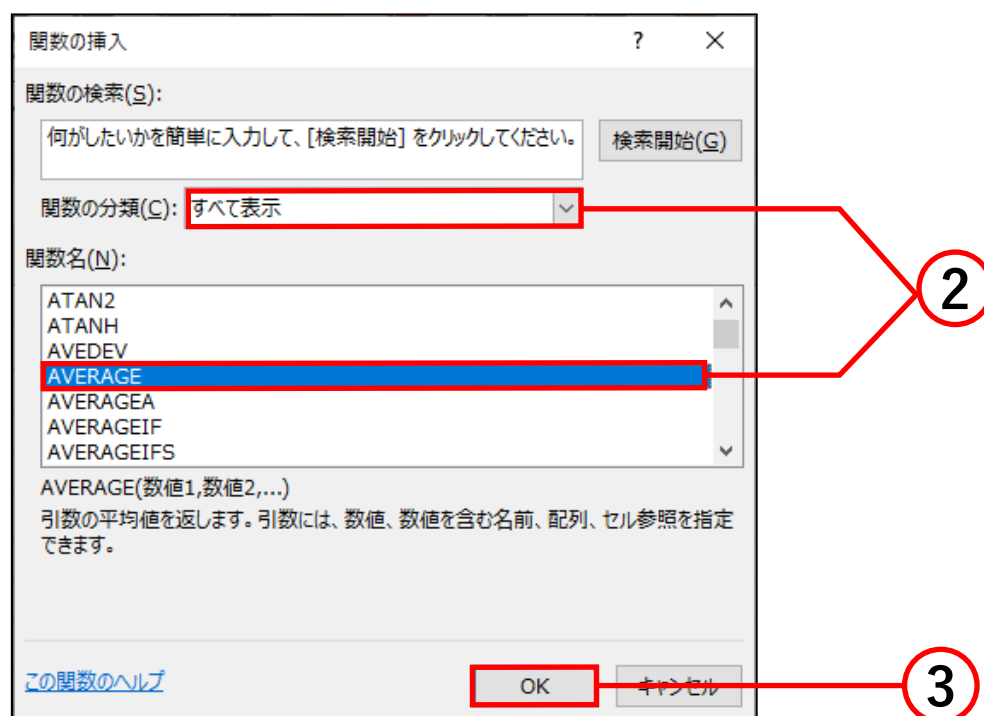 関数の挿入 ? ×
関数の検索(S):
何がしたいかを簡単に入力して、[検索開始] をクリックしてください。
検索開始(G)
関数の分類(C): すべて表示
関数名(N):
ATAN2
ATANH
AVEDEV
AVERAGE
AVERAGEA
AVERAGEIF
AVERAGEIFS
②
AVERAGE(数値1,数値2,...)
引数の平均値を返します。引数には、数値、数値を含む名前、配列、セル参照を指定
できます。
この関数のヘルプ
OK
キャンセル
③